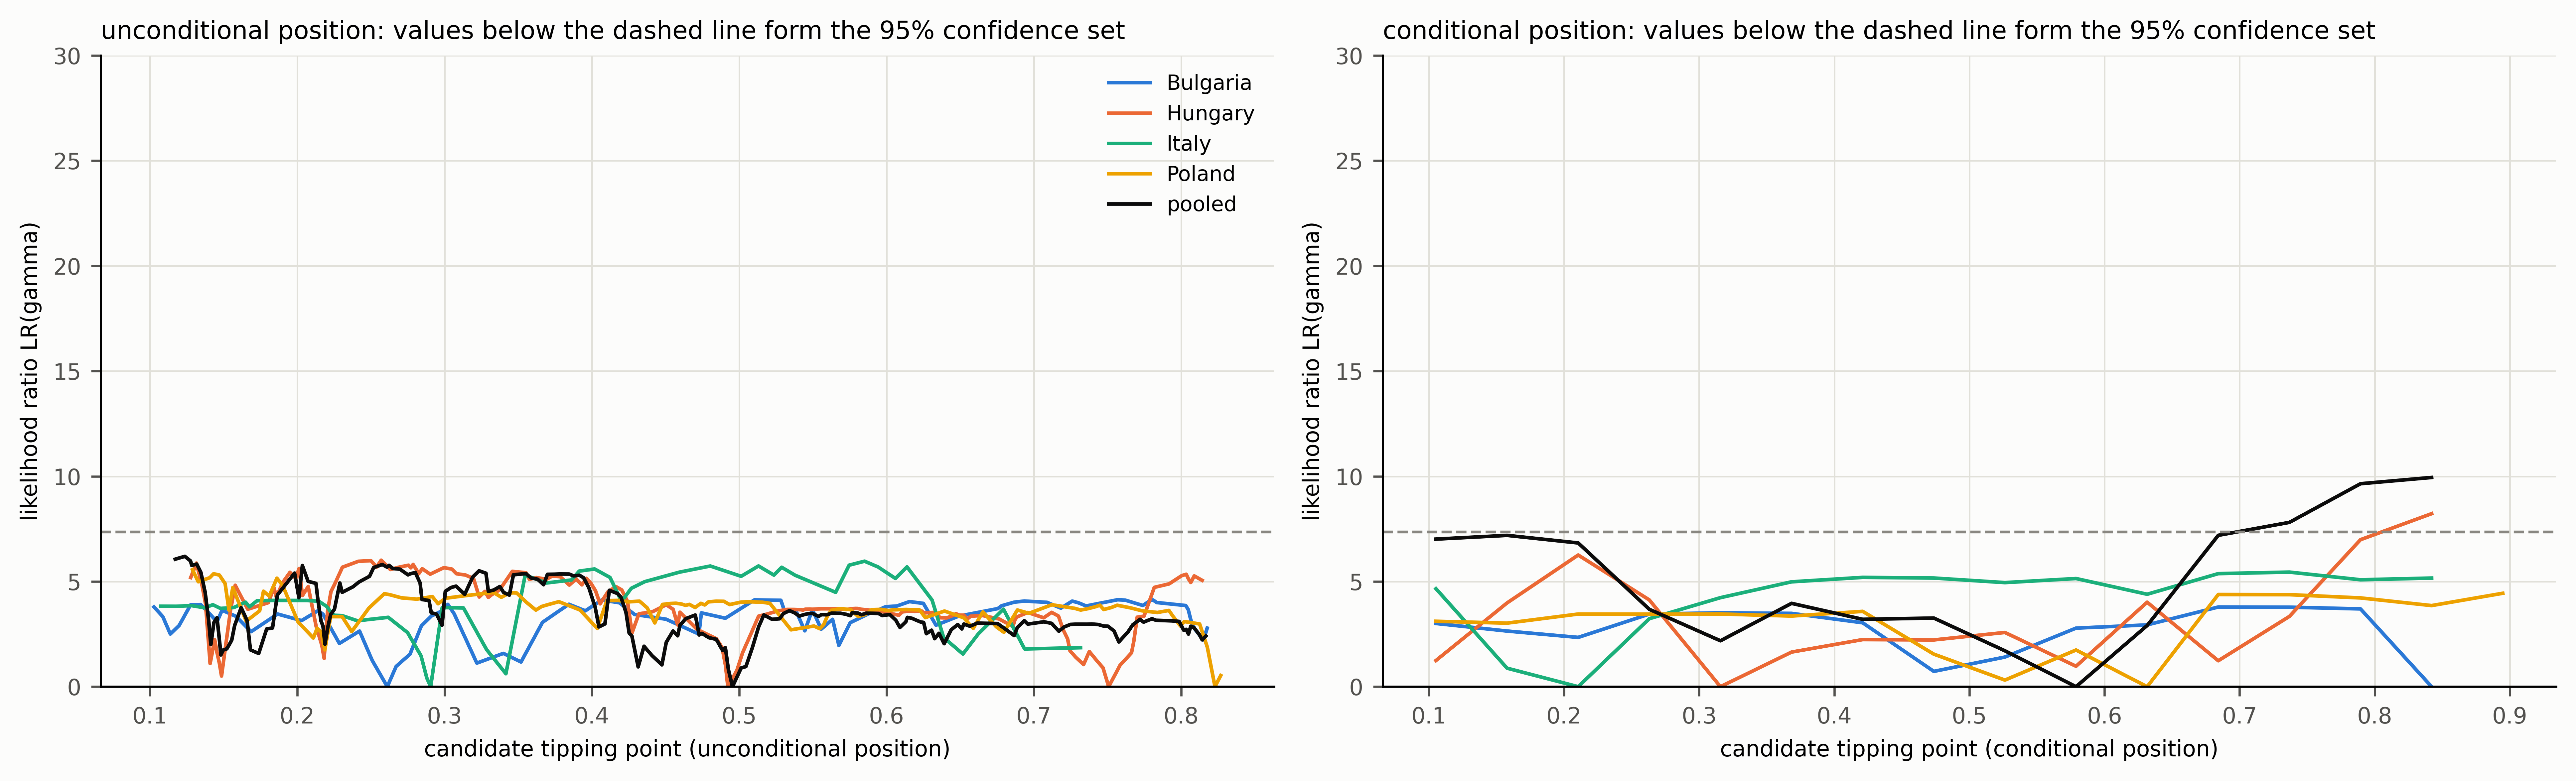 unconditional position: values below the dashed line form the 95% confidence set
30
25
20
15
10
5
0
likelihood ratio LR(gamma)
Bulgaria
Hungary
Italy
Poland
pooled
0.1 0.2 0.3 0.4 0.5 0.6 0.7 0.8
candidate tipping point (unconditional position)
conditional position: values below the dashed line form the 95% confidence set
30
25
20
15
10
5
0
likelihood ratio LR(gamma)
0.1 0.2 0.3 0.4 0.5 0.6 0.7 0.8 0.9
candidate tipping point (conditional position)